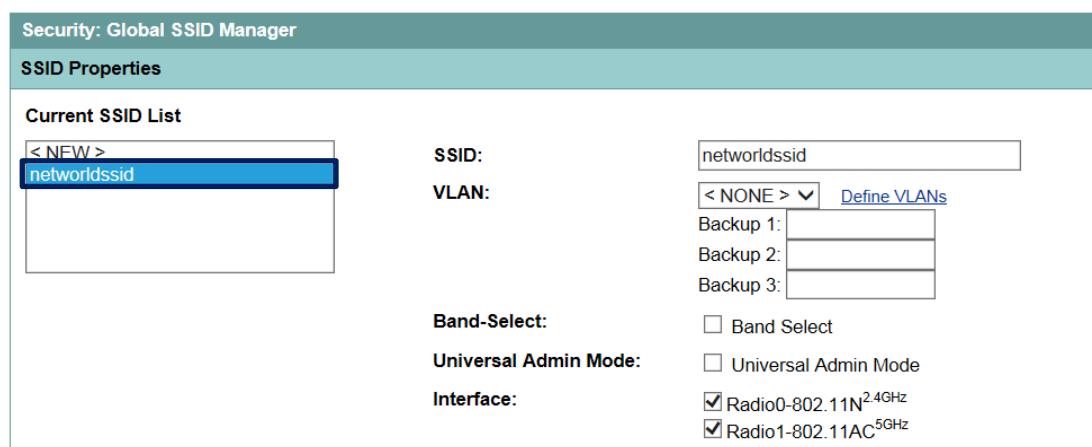 Security: Global SSID Manager
SSID Properties
Current SSID List
< NEW >
networldssid
SSID: networldssid
VLAN: < NONE > Define VLANs
Backup 1:
Backup 2:
Backup 3:
Band-Select: Band Select
Universal Admin Mode: Universal Admin Mode
Interface: Radio0-802.11N2.4GHz
Radio1-802.11AC5GHz